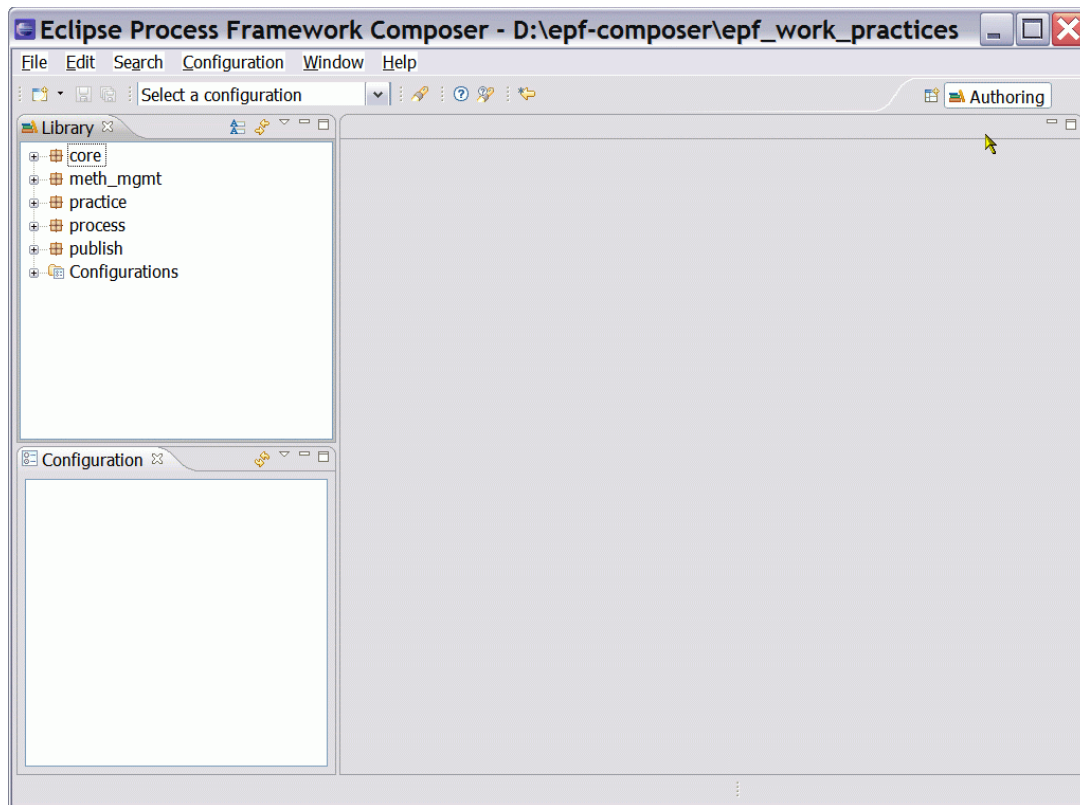 Eclipse Process Framework Composer - D:\epf-composer\epf_work_practices
File Edit Search Configuration Window Help
Select a configuration
Authoring
Library
core
meth_mgmt
practice
process
publish
Configurations
Configuration